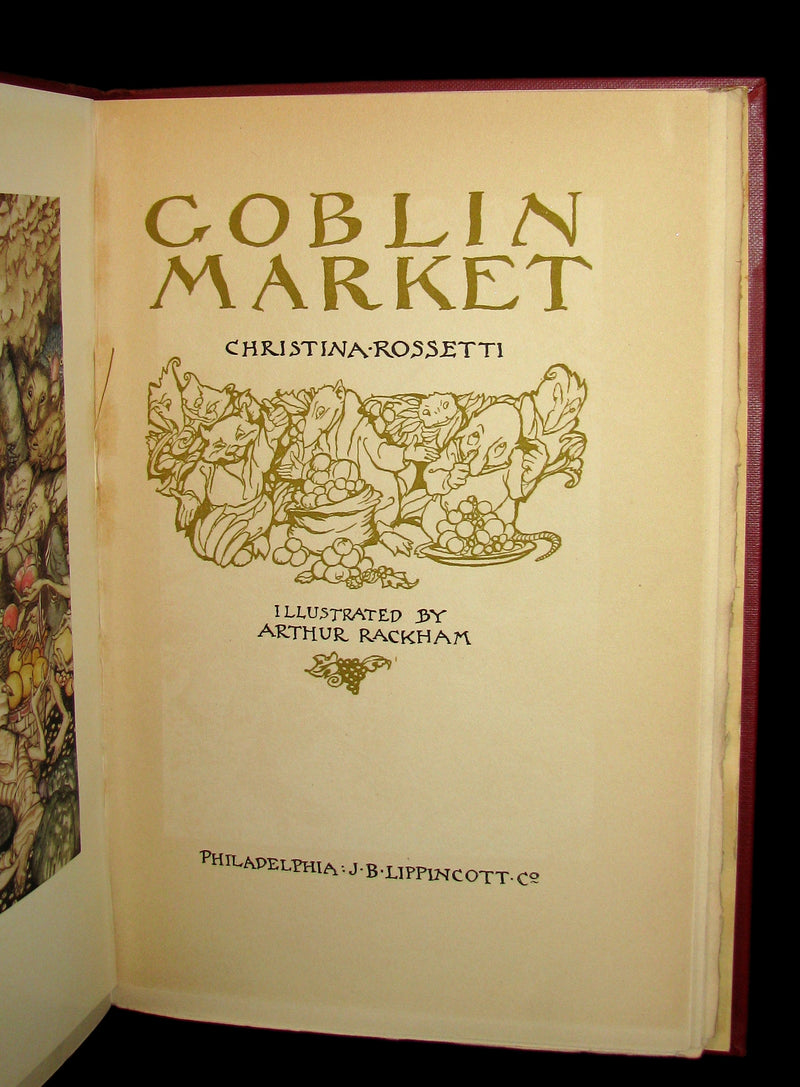 GOBLIN
MARKET
CHRISTINA·ROSSETTI
ILLUSTRATED BY
ARTHUR RACKHAM
PHILADELPHIA : J·B·LIPPINCOTT·Cº